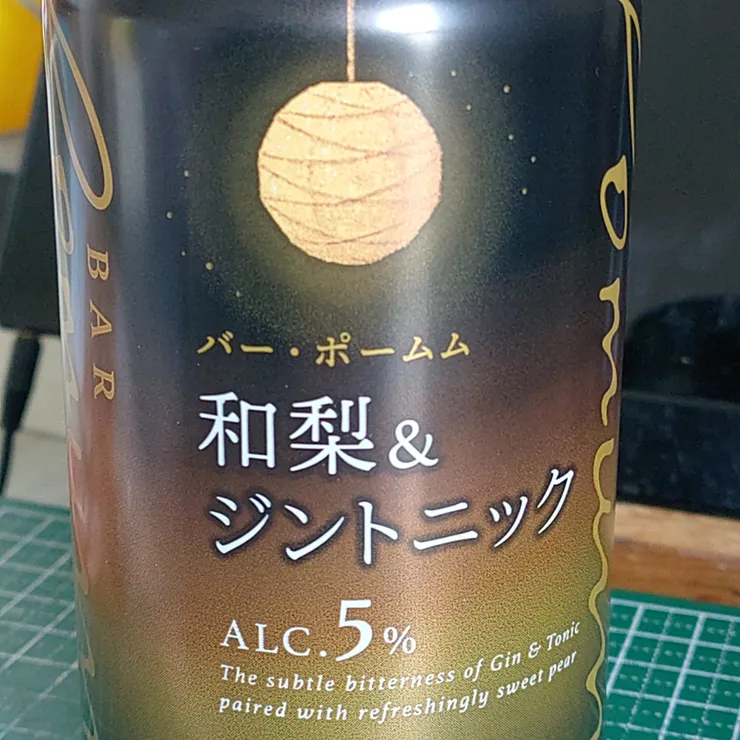 BAR
バー・ポームム
和梨&
ジントニック
ALC.5%
The subtle bitterness of Gin & Tonic
paired with refreshingly sweet pear